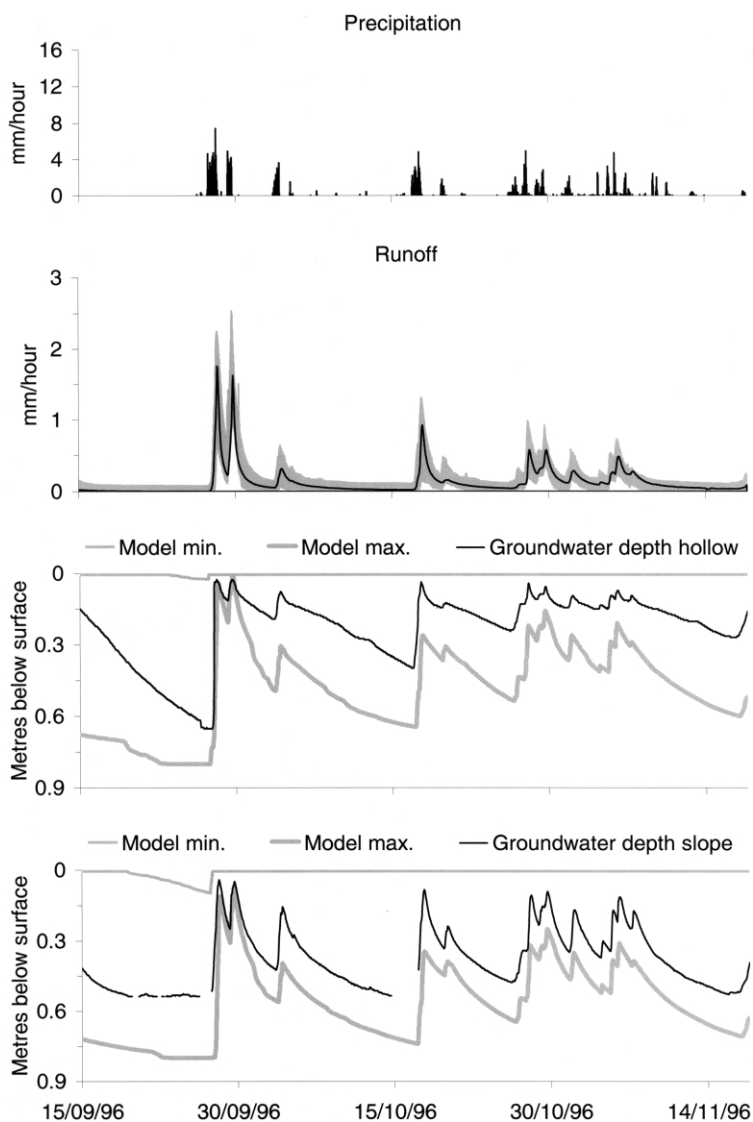 Precipitation
16
12
8
4
0
mm/hour
Runoff
3
2
1
0
mm/hour
Model min. Model max. Groundwater depth hollow
0
0.3
0.6
0.9
Metres below surface
Model min. Model max. Groundwater depth slope
0
0.3
0.6
0.9
Metres below surface
15/09/96 30/09/96 15/10/96 30/10/96 14/11/96